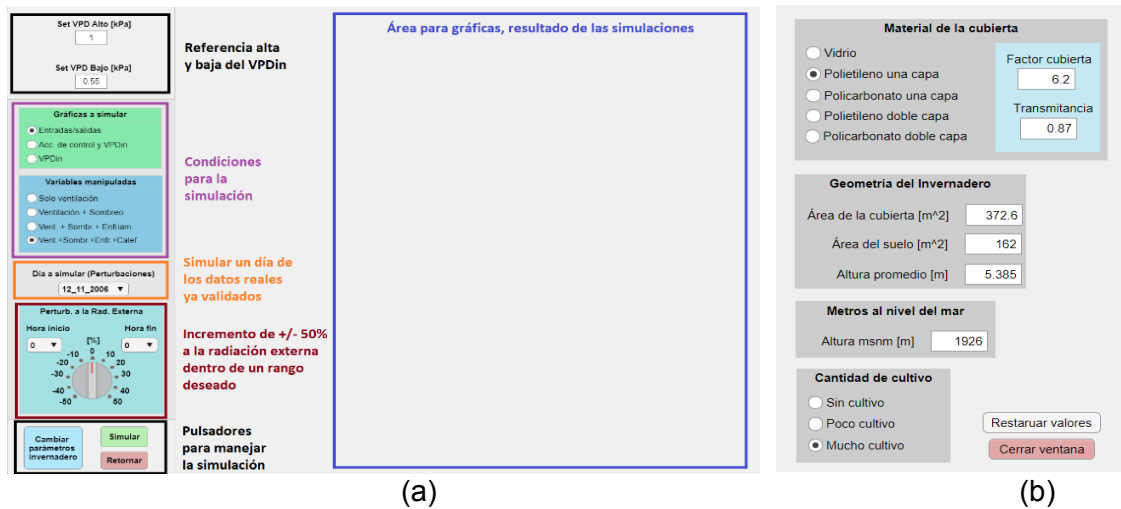 Set VPD Alto [kPa]
1
Set VPD Bajo [kPa]
0.55
Referencia alta
y baja del VPDin
Gráficas a simular
Entradas/salidas
Acc. de control y VPDin
VPDin
Variables manipuladas
Solo ventilación
Ventilación + Sombreo
Vent. + Sombr + Enfriam.
Vent.+Sombr.+Enfr.+Calef.
Condiciones
para la
simulación
Día a simular (Perturbaciones)
12_11_2006
Simular un día de
los datos reales
ya validados
Perturb. a la Rad. Externa
Hora inicio
Hora fin
0
[%]
0
-10 0 10
-20 20
-30 30
-40 40
-50 50
Incremento de +/- 50%
a la radiación externa
dentro de un rango
deseado
Cambiar
parámetros
invernadero
Simular
Retornar
Pulsadores
para manejar
la simulación
Área para gráficas, resultado de las simulaciones
(a)
Material de la cubierta
Vidrio
Polietileno una capa
Policarbonato una capa
Polietileno doble capa
Policarbonato doble capa
Factor cubierta
6.2
Transmitancia
0.87
Geometría del Invernadero
Área de la cubierta [m^2] 372.6
Área del suelo [m^2] 162
Altura promedio [m] 5.385
Metros al nivel del mar
Altura msnm [m] 1926
Cantidad de cultivo
Sin cultivo
Poco cultivo
Mucho cultivo
Restaruar valores
Cerrar ventana
(b)